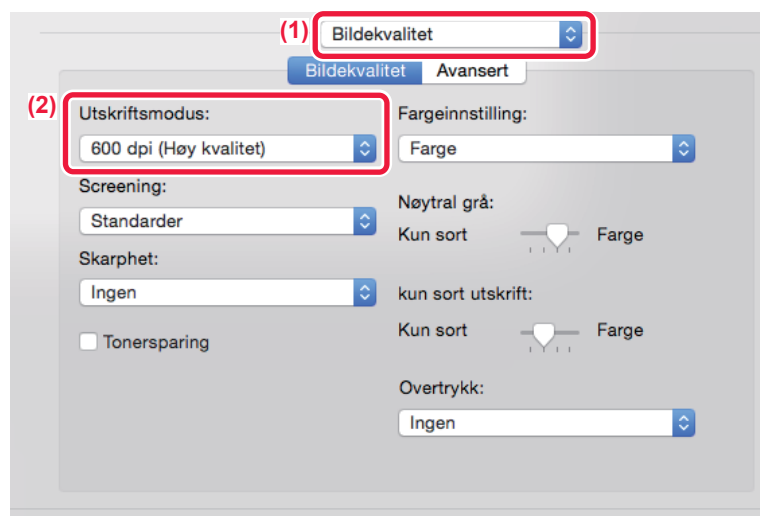 (1) Bildekvalitet
Bildekvalitet Avansert
(2) Utskriftsmodus:
600 dpi (Høy kvalitet)
Screening:
Standarder
Skarphet:
Ingen
Tonersparing
Fargeinnstilling:
Farge
Nøytral grå:
Kun sort Farge
kun sort utskrift:
Kun sort Farge
Overtrykk:
Ingen